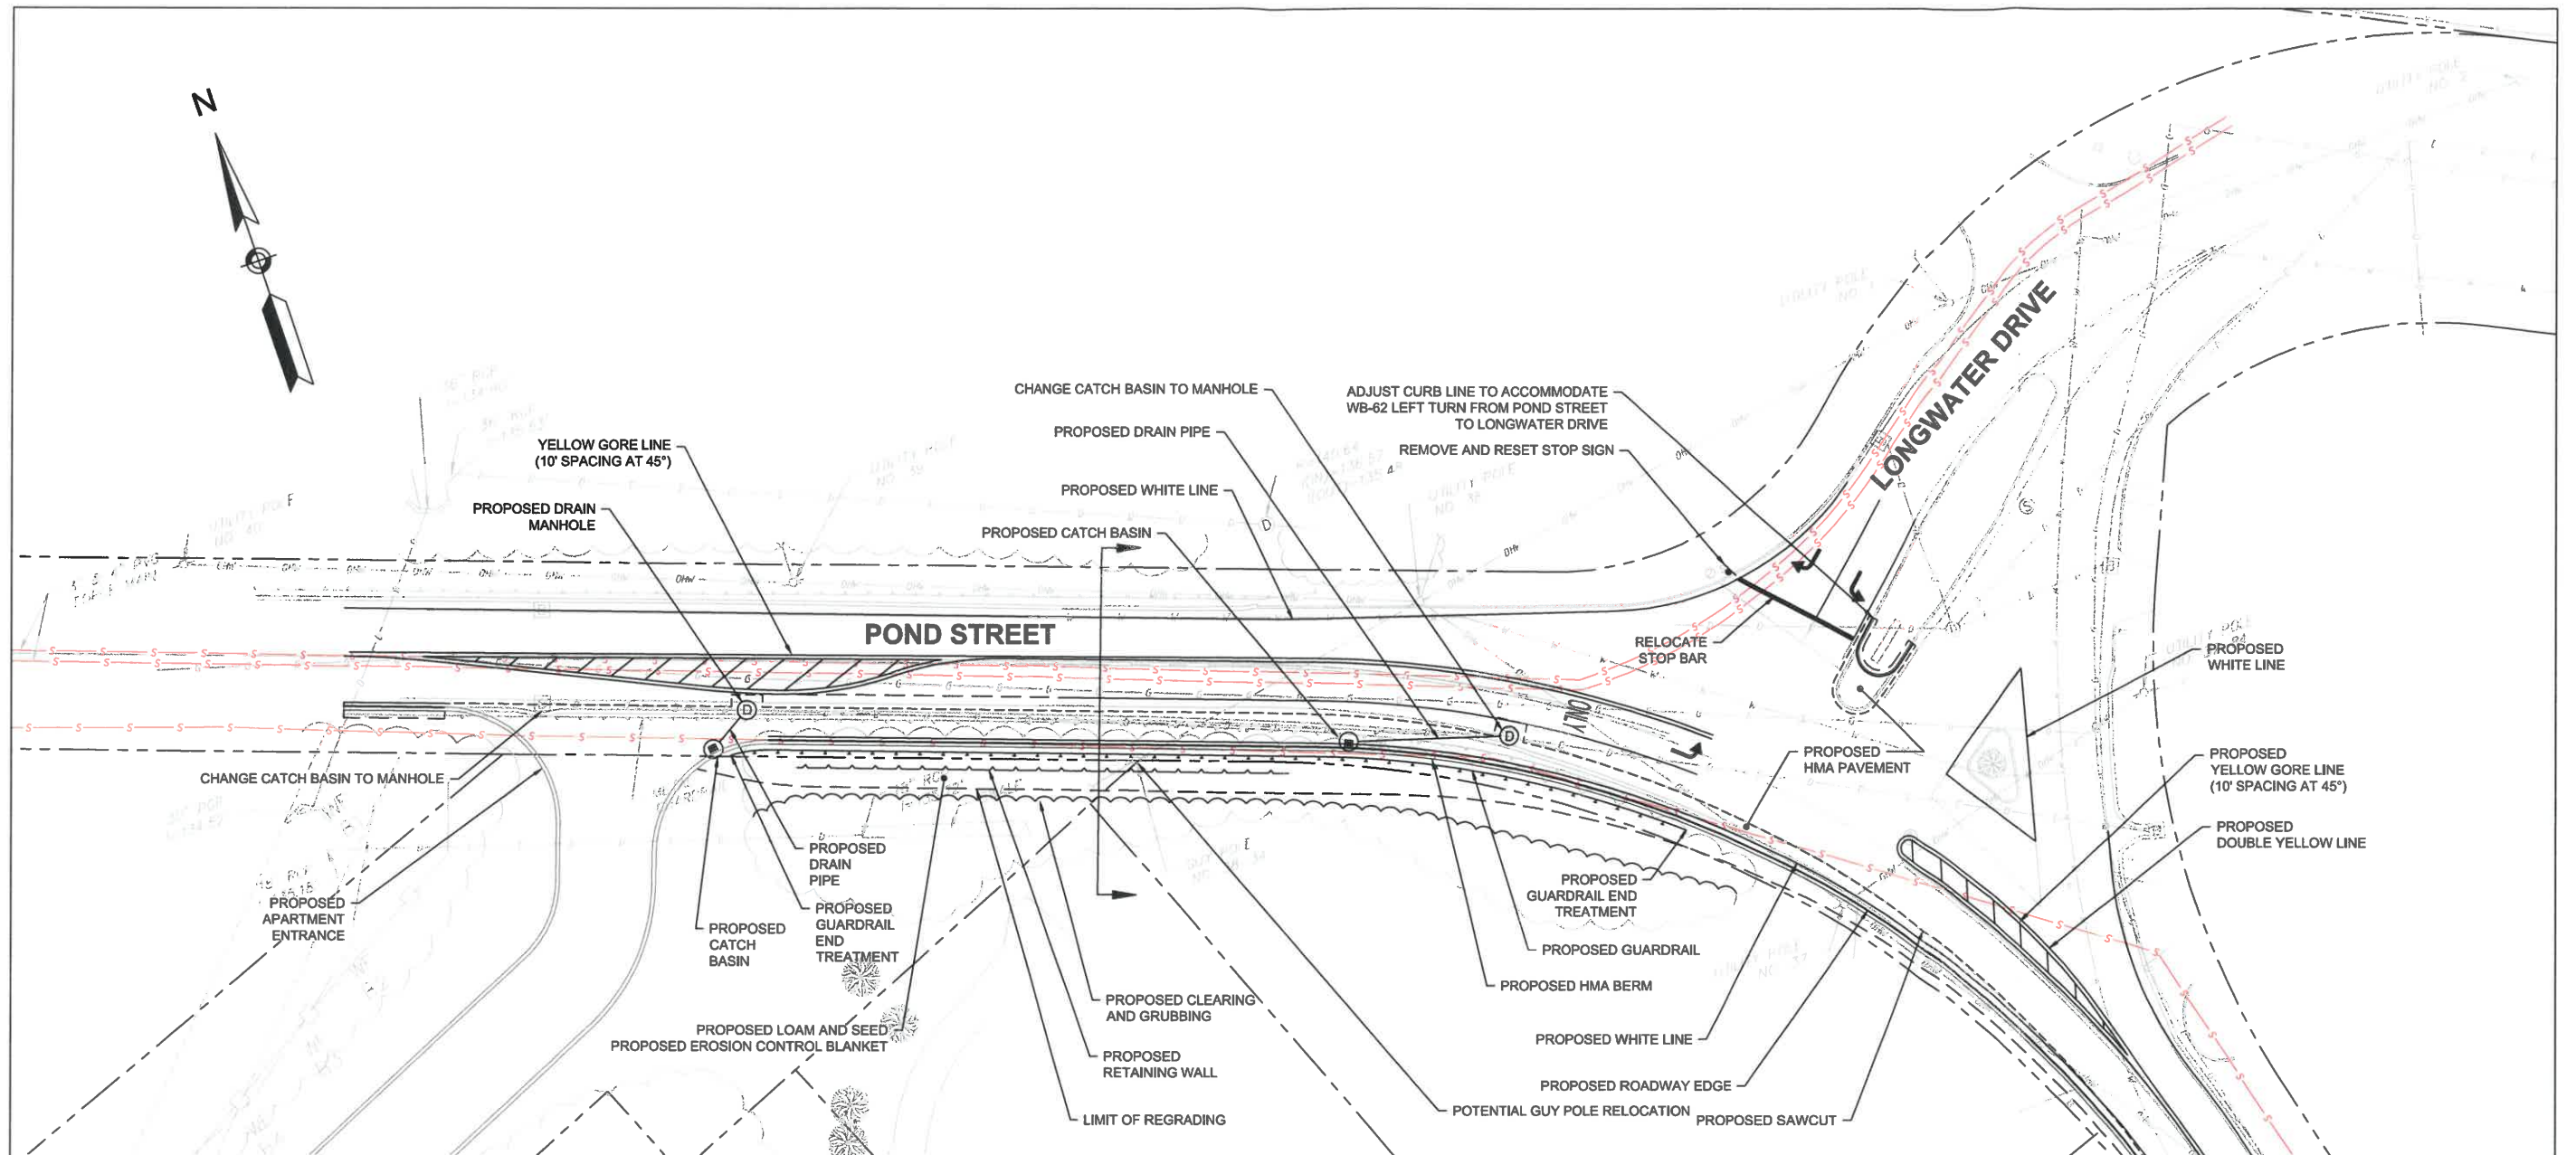 N
CHANGE CATCH BASIN TO MANHOLE
ADJUST CURB LINE TO ACCOMMODATE
WB-62 LEFT TURN FROM POND STREET
TO LONGWATER DRIVE
PROPOSED DRAIN PIPE
REMOVE AND RESET STOP SIGN
YELLOW GORE LINE
(10' SPACING AT 45°)
PROPOSED WHITE LINE
PROPOSED DRAIN
MANHOLE
PROPOSED CATCH BASIN
LONGWATER DRIVE
POND STREET
RELOCATE
STOP BAR
PROPOSED
WHITE LINE
ONLY
PROPOSED
HMA PAVEMENT
PROPOSED
YELLOW GORE LINE
(10' SPACING AT 45°)
PROPOSED
DOUBLE YELLOW LINE
CHANGE CATCH BASIN TO MANHOLE
PROPOSED
DRAIN
PIPE
PROPOSED
APARTMENT
ENTRANCE
PROPOSED
CATCH
BASIN
PROPOSED
GUARDRAIL
END
TREATMENT
PROPOSED
GUARDRAIL END
TREATMENT
PROPOSED GUARDRAIL
PROPOSED HMA BERM
PROPOSED CLEARING
AND GRUBBING
PROPOSED LOAM AND SEED
PROPOSED EROSION CONTROL BLANKET
PROPOSED
RETAINING WALL
PROPOSED WHITE LINE
PROPOSED ROADWAY EDGE
LIMIT OF REGRADING
POTENTIAL GUY POLE RELOCATION
PROPOSED SAWCUT